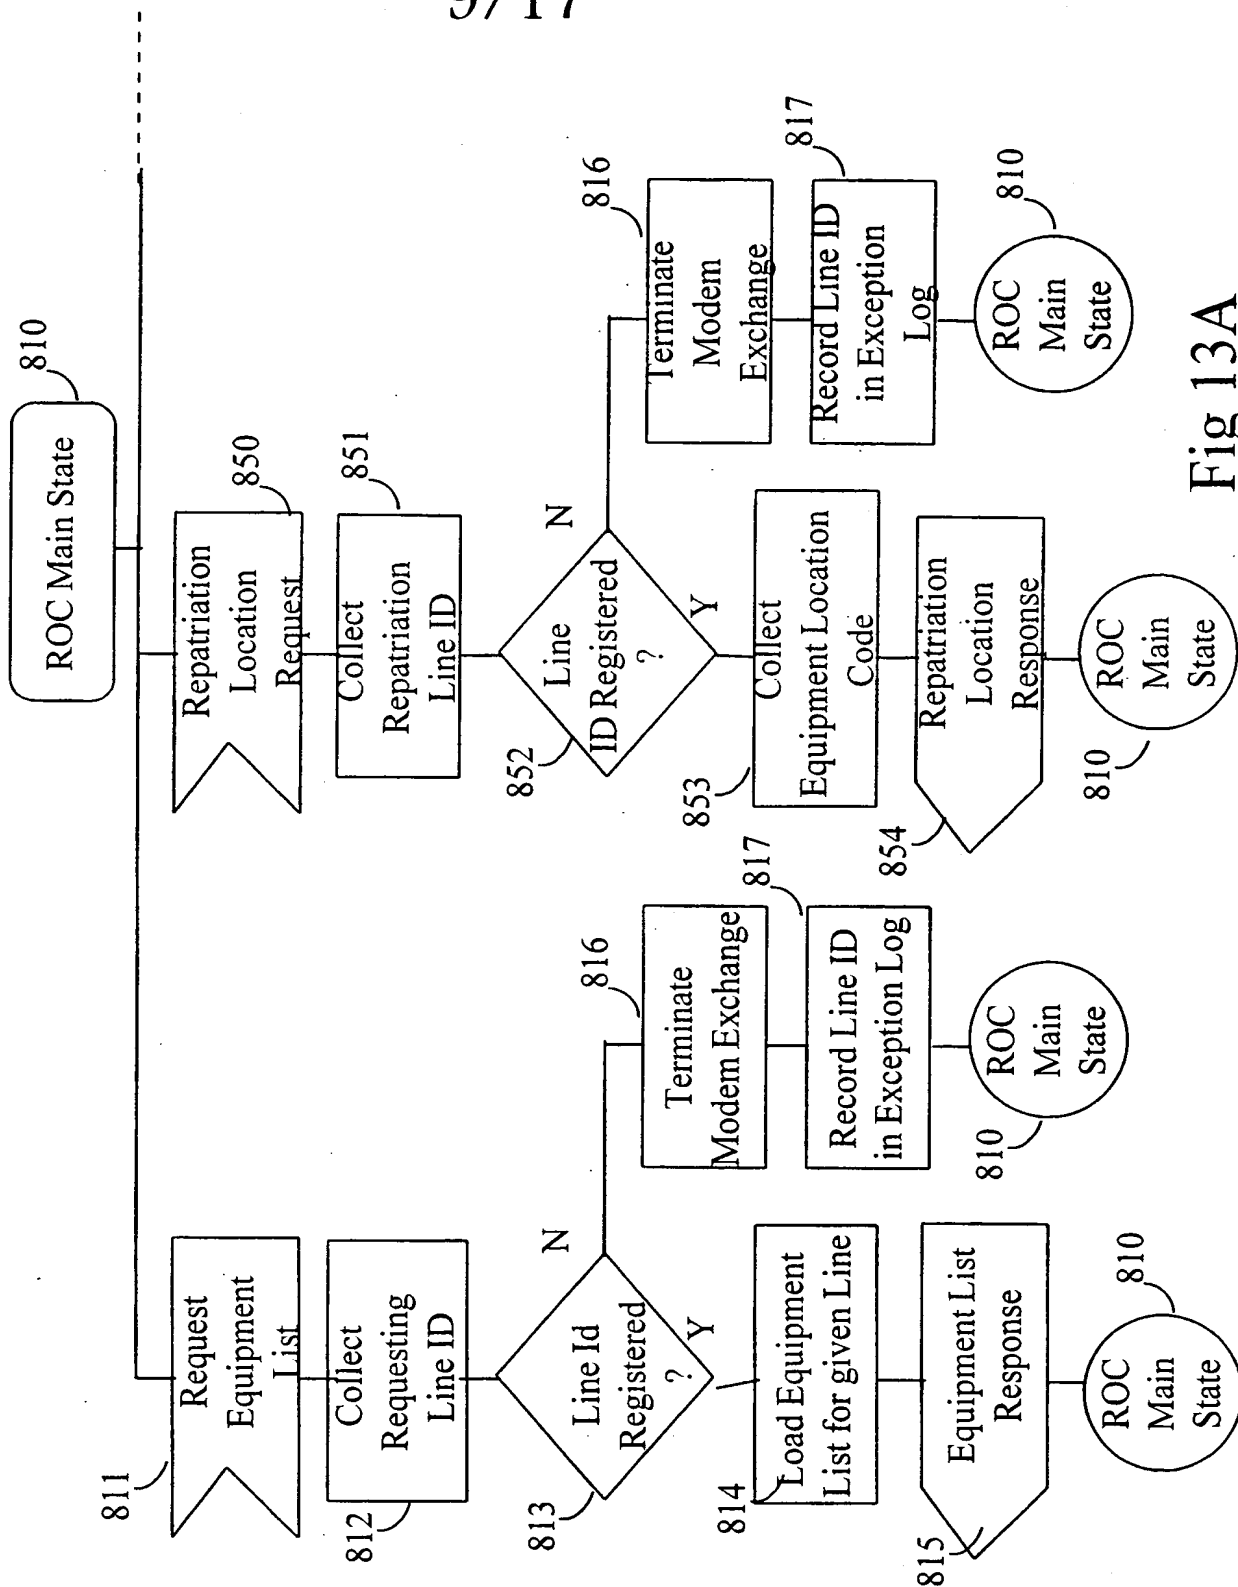 9/17
ROC Main State
810
Request
Equipment
List
811
Collect
Requesting
Line ID
812
Line Id
Registered
?
813
N
Y
Terminate
Modem Exchange
816
Record Line ID
in Exception Log
817
ROC
Main
State
810
Load Equipment
List for given Line
814
Equipment List
Response
815
ROC
Main
State
810
Repatriation
Location
Request
850
Collect
Repatriation
Line ID
851
Line
ID Registered
?
852
N
Y
Terminate
Modem
Exchange
816
Record Line ID
in Exception
Log
817
ROC
Main
State
810
Collect
Equipment Location
Code
853
Repatriation
Location
Response
854
ROC
Main
State
810
Fig 13A